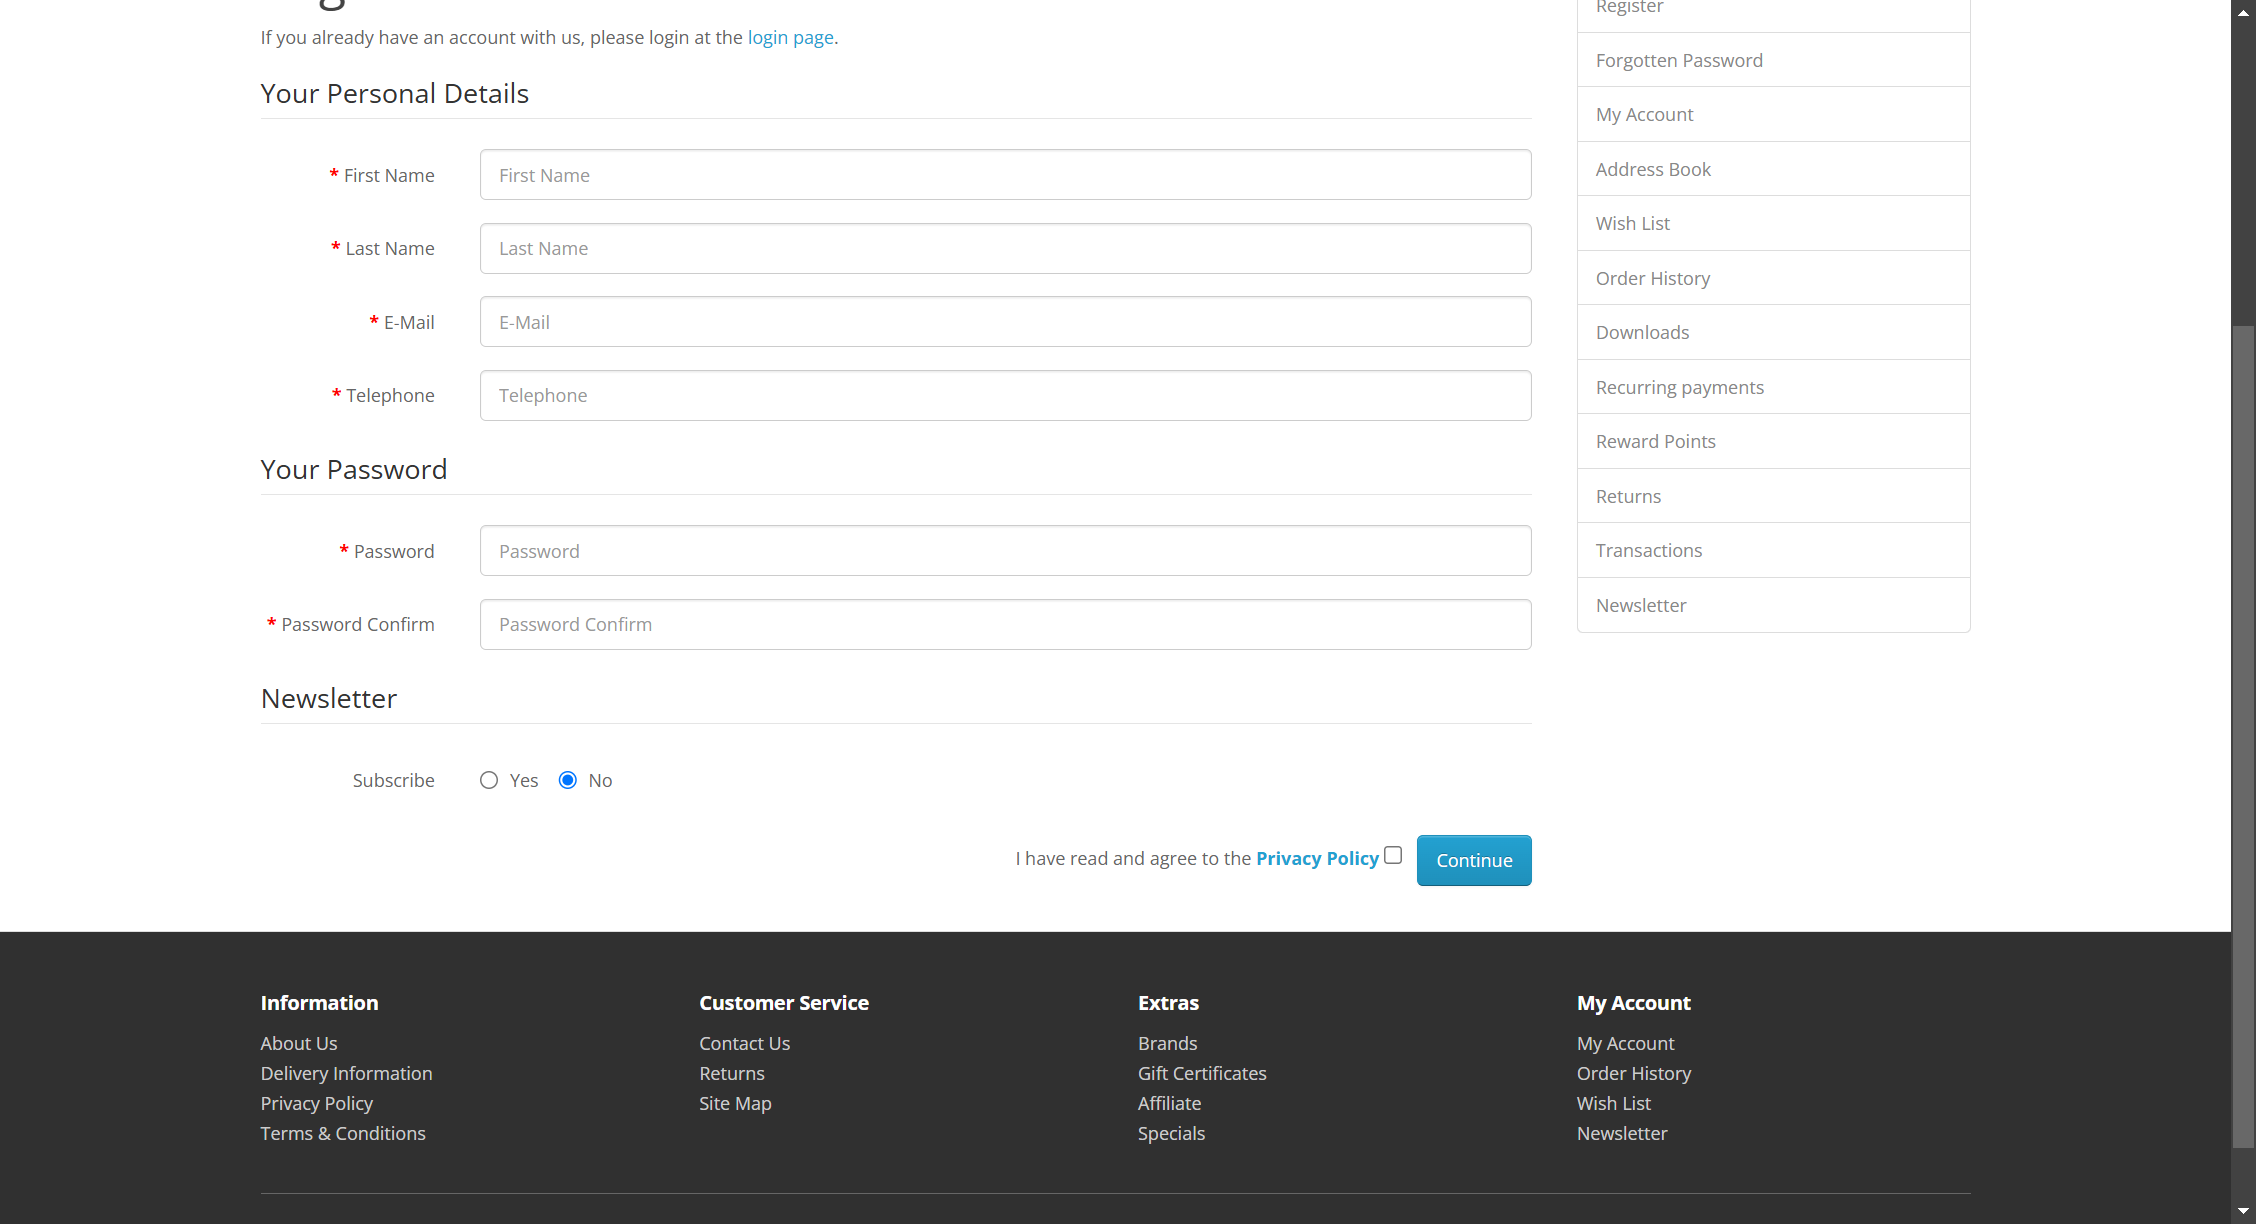 If you already have an account with us, please login at the login page.
Your Personal Details
* First Name
First Name
* Last Name
Last Name
* E-Mail
E-Mail
* Telephone
Telephone
Your Password
* Password
Password
* Password Confirm
Password Confirm
Newsletter
Subscribe
Yes
No
I have read and agree to the Privacy Policy
Continue
Register
Forgotten Password
My Account
Address Book
Wish List
Order History
Downloads
Recurring payments
Reward Points
Returns
Transactions
Newsletter
Information
About Us
Delivery Information
Privacy Policy
Terms & Conditions
Customer Service
Contact Us
Returns
Site Map
Extras
Brands
Gift Certificates
Affiliate
Specials
My Account
My Account
Order History
Wish List
Newsletter